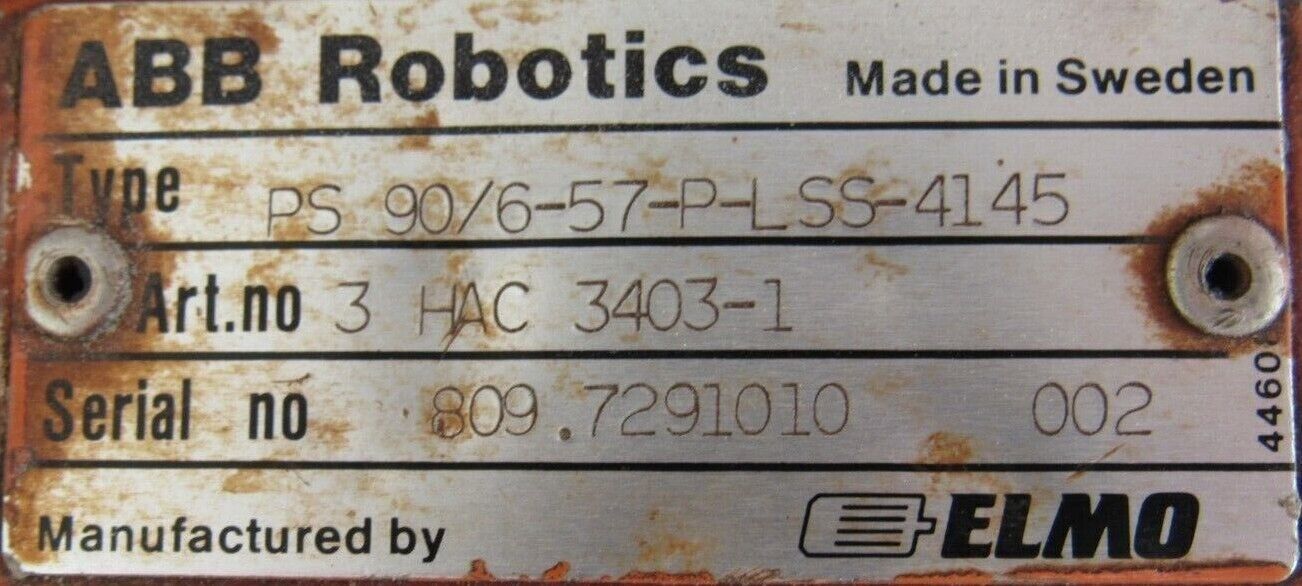 ABB Robotics Made in Sweden
Type PS 90/6-57-P-LSS-4145
Art.no 3 HAC 3403-1
Serial no 809.7291010 002
Manufactured by ELMO